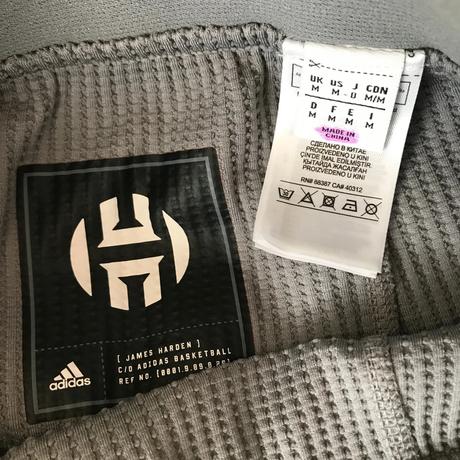 UK US J CDN
M M O M/M
D F E I
M M M M
MADE IN
CHINA
СДЕЛАНО В КИТАЕ
PROIZVEDENO U KINI
ÇİNDE İMAL EDİLMİŞTİR.
ҚЫТАЙДА ЖАСАЛҒАН
PROIZVEDENO U KINI
RN# 88387 CA# 40312
[ JAMES HARDEN ]
C/O ADIDAS BASKETBALL
REF NO.
adidas